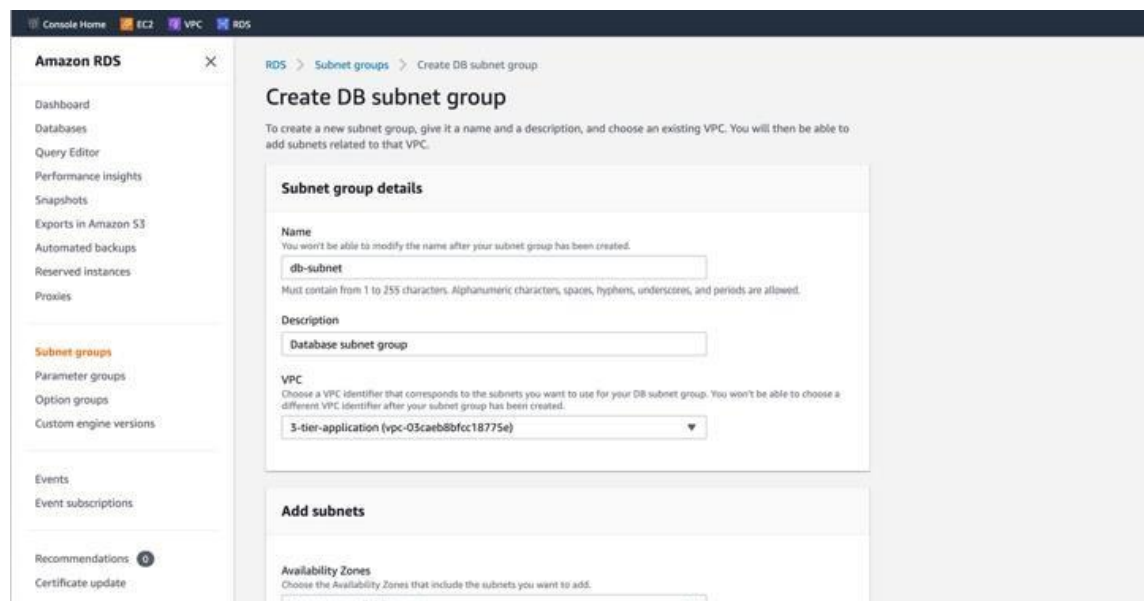 Console Home EC2 VPC RDS
Amazon RDS
Dashboard
Databases
Query Editor
Performance insights
Snapshots
Exports in Amazon S3
Automated backups
Reserved instances
Proxies
Subnet groups
Parameter groups
Option groups
Custom engine versions
Events
Event subscriptions
Recommendations 0
Certificate update
RDS > Subnet groups > Create DB subnet group
Create DB subnet group
To create a new subnet group, give it a name and a description, and choose an existing VPC. You will then be able to
add subnets related to that VPC.
Subnet group details
Name
You won't be able to modify the name after your subnet group has been created.
db-subnet
Must contain from 1 to 255 characters. Alphanumeric characters, spaces, hyphens, underscores, and periods are allowed.
Description
Database subnet group
VPC
Choose a VPC identifier that corresponds to the subnets you want to use for your DB subnet group. You won't be able to choose a
different VPC identifier after your subnet group has been created.
3-tier-application (vpc-03caeb8bfcc18775e)
Add subnets
Availability Zones
Choose the Availability Zones that include the subnets you want to add.